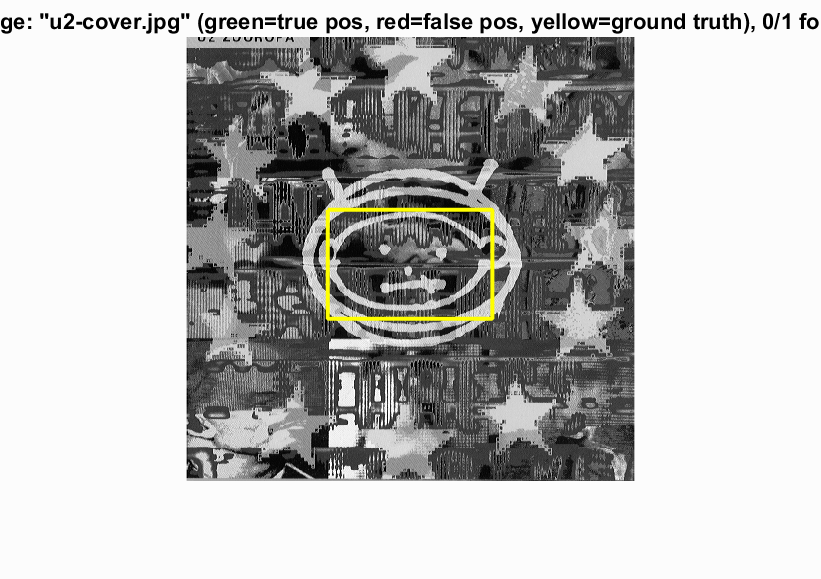 ge: "u2-cover.jpg" (green=true pos, red=false pos, yellow=ground truth), 0/1 fo
U2 ZOOROPA